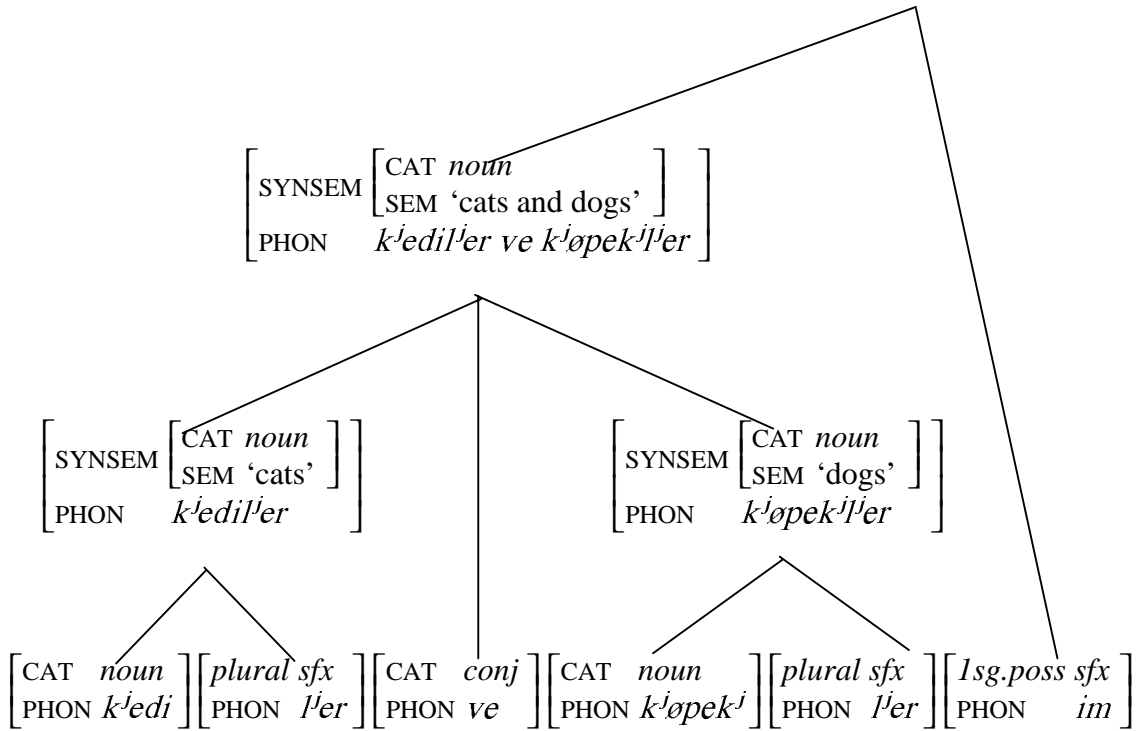 SYNSEM [CAT noun
SEM ‘cats and dogs’]
PHON kʲedilʲer ve kʲøpekʲlʲer
SYNSEM [CAT noun
SEM ‘cats’]
PHON kʲedilʲer
SYNSEM [CAT noun
SEM ‘dogs’]
PHON kʲøpekʲlʲer
[CAT noun] [plural sfx] [CAT conj] [CAT noun] [plural sfx] [1sg.poss sfx]
[PHON kʲedi] [PHON lʲer] [PHON ve] [PHON kʲøpekʲ] [PHON lʲer] [PHON im]